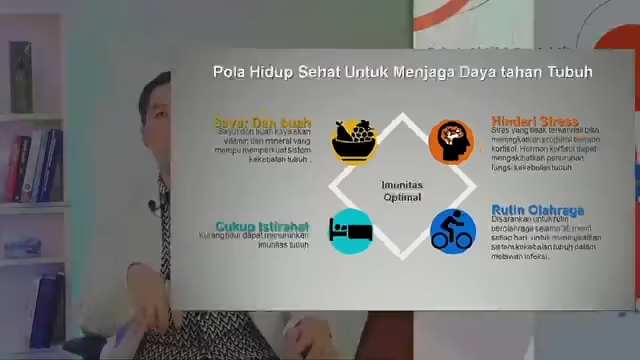 Pola Hidup Sehat Untuk Menjaga Daya tahan Tubuh
Sayur Dan buah
Sayur dan buah kaya akan
vitamin dan mineral yang
mampu memperkuat sistem
kekebalan tubuh .
Hindari Stress
Stres yang tidak terkendali bisa
meningkatkan produksi hormon
kortisol. Hormon kortisol dapat
mengakibatkan penurunan
fungsi kekebalan tubuh.
Imunitas
Optimal
Cukup Istirahat
Kurang tidur dapat menurunkan
imunitas tubuh
Rutin Olahraga
Disarankan untuk rutin
berolahraga selama 30 menit
setiap hari untuk meningkatkan
sistem kekebalan tubuh dalam
melawan infeksi.